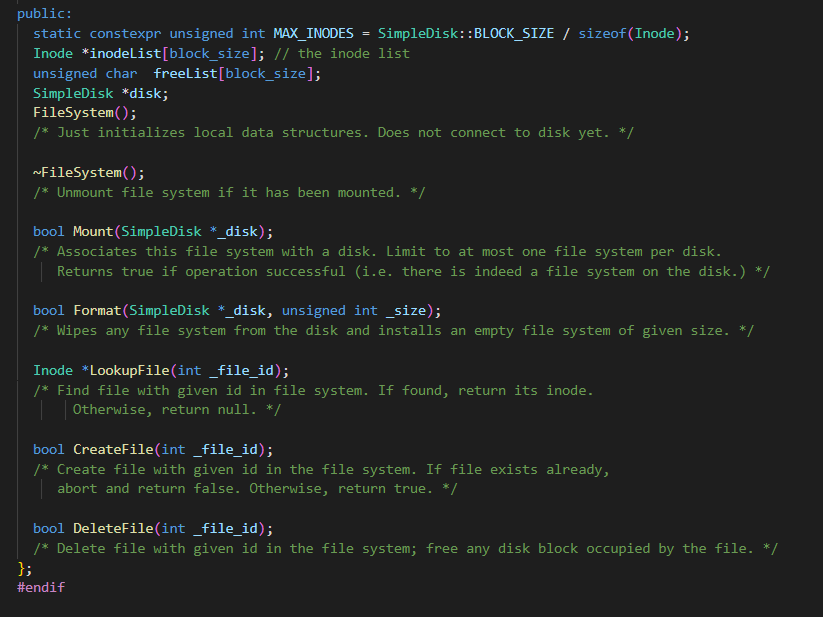 public:
static constexpr unsigned int MAX_INODES = SimpleDisk::BLOCK_SIZE / sizeof(Inode);
Inode *inodeList[block_size]; // the inode list
unsigned char  freeList[block_size];
SimpleDisk *disk;
FileSystem();
/* Just initializes local data structures. Does not connect to disk yet. */
~FileSystem();
/* Unmount file system if it has been mounted. */
bool Mount(SimpleDisk *_disk);
/* Associates this file system with a disk. Limit to at most one file system per disk.
Returns true if operation successful (i.e. there is indeed a file system on the disk.) */
bool Format(SimpleDisk *_disk, unsigned int _size);
/* Wipes any file system from the disk and installs an empty file system of given size. */
Inode *LookupFile(int _file_id);
/* Find file with given id in file system. If found, return its inode.
Otherwise, return null. */
bool CreateFile(int _file_id);
/* Create file with given id in the file system. If file exists already,
abort and return false. Otherwise, return true. */
bool DeleteFile(int _file_id);
/* Delete file with given id in the file system; free any disk block occupied by the file. */
};
#endif